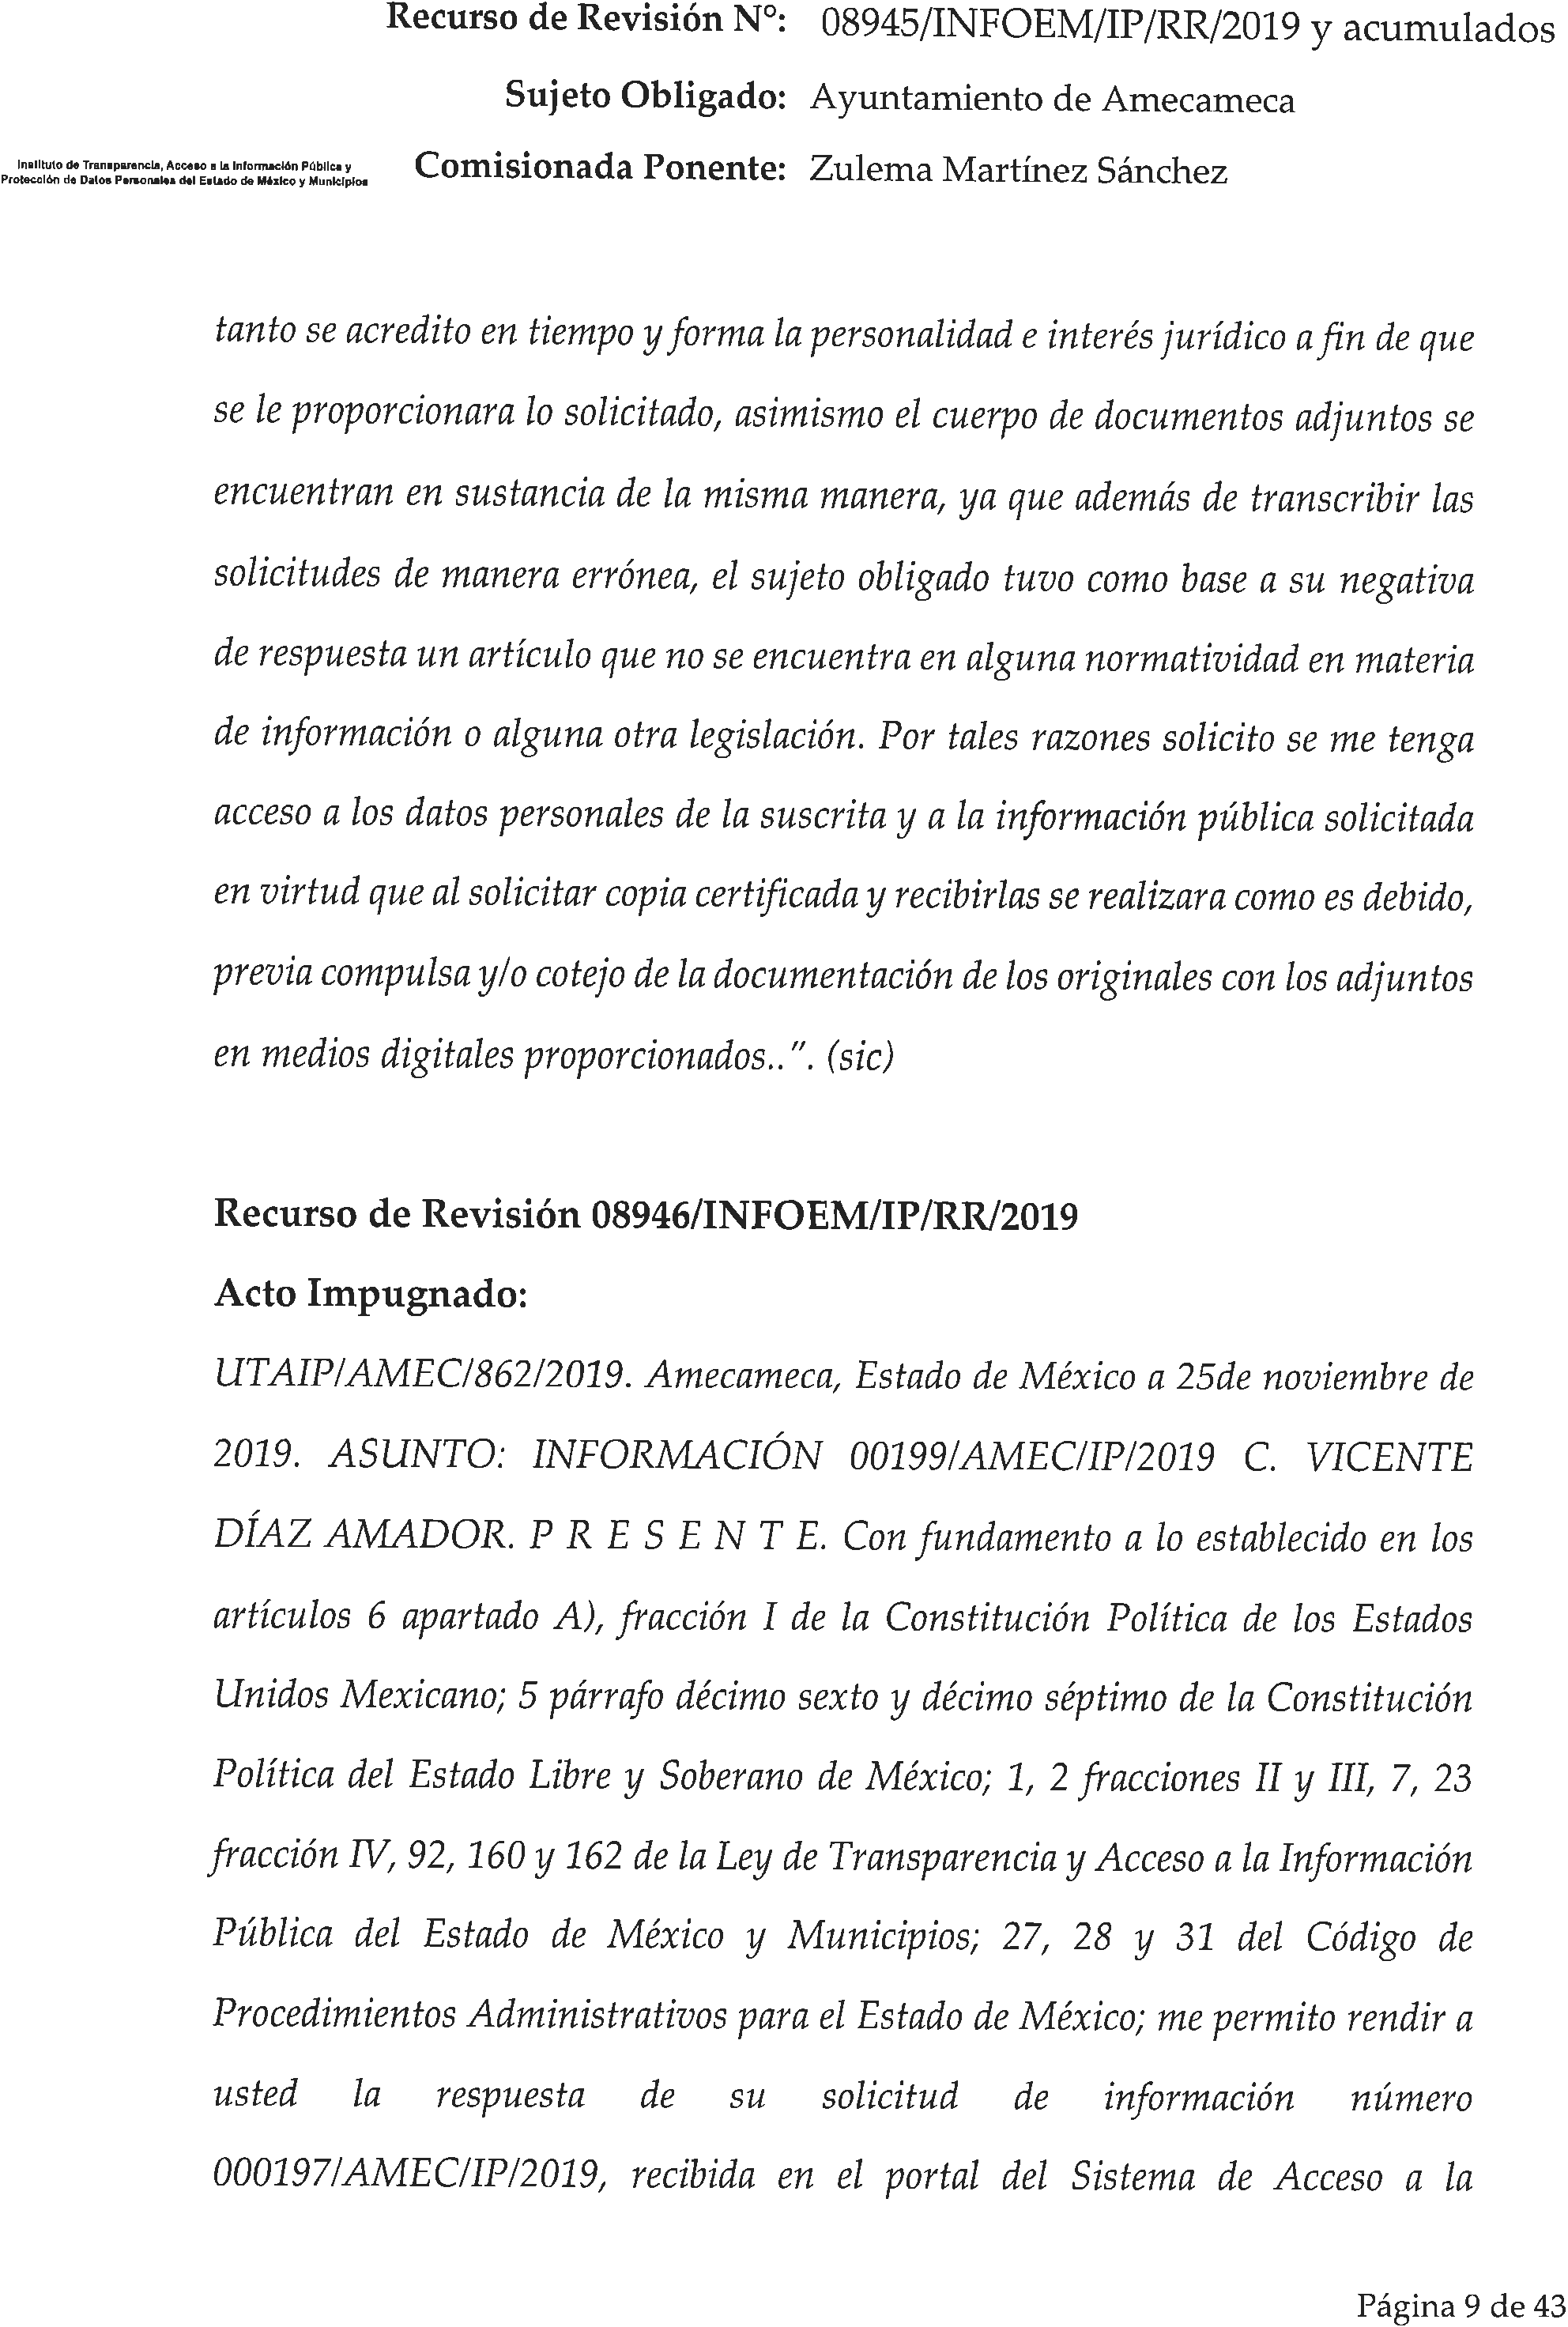 Recurso de Revisión N°: 08945/INFOEM/IP/RR/2019 y acumulados
Sujeto Obligado: Ayuntamiento de Amecameca
Instituto de Transparencia, Acceso a la Información Pública y
Protección de Datos Personales del Estado de México y Municipios
Comisionada Ponente: Zulema Martínez Sánchez
tanto se acredito en tiempo y forma la personalidad e interés jurídico a fin de que
se le proporcionara lo solicitado, asimismo el cuerpo de documentos adjuntos se
encuentran en sustancia de la misma manera, ya que además de transcribir las
solicitudes de manera errónea, el sujeto obligado tuvo como base a su negativa
de respuesta un artículo que no se encuentra en alguna normatividad en materia
de información o alguna otra legislación. Por tales razones solicito se me tenga
acceso a los datos personales de la suscrita y a la información pública solicitada
en virtud que al solicitar copia certificada y recibirlas se realizara como es debido,
previa compulsa y/o cotejo de la documentación de los originales con los adjuntos
en medios digitales proporcionados..". (sic)
Recurso de Revisión 08946/INFOEM/IP/RR/2019
Acto Impugnado:
UTAIP/AMEC/862/2019. Amecameca, Estado de México a 25de noviembre de
2019. ASUNTO: INFORMACIÓN 00199/AMEC/IP/2019 C. VICENTE
DÍAZ AMADOR. P R E S E N T E. Con fundamento a lo establecido en los
artículos 6 apartado A), fracción I de la Constitución Política de los Estados
Unidos Mexicano; 5 párrafo décimo sexto y décimo séptimo de la Constitución
Política del Estado Libre y Soberano de México; 1, 2 fracciones II y III, 7, 23
fracción IV, 92, 160 y 162 de la Ley de Transparencia y Acceso a la Información
Pública del Estado de México y Municipios; 27, 28 y 31 del Código de
Procedimientos Administrativos para el Estado de México; me permito rendir a
usted la respuesta de su solicitud de información número
000197/AMEC/IP/2019, recibida en el portal del Sistema de Acceso a la
Página 9 de 43